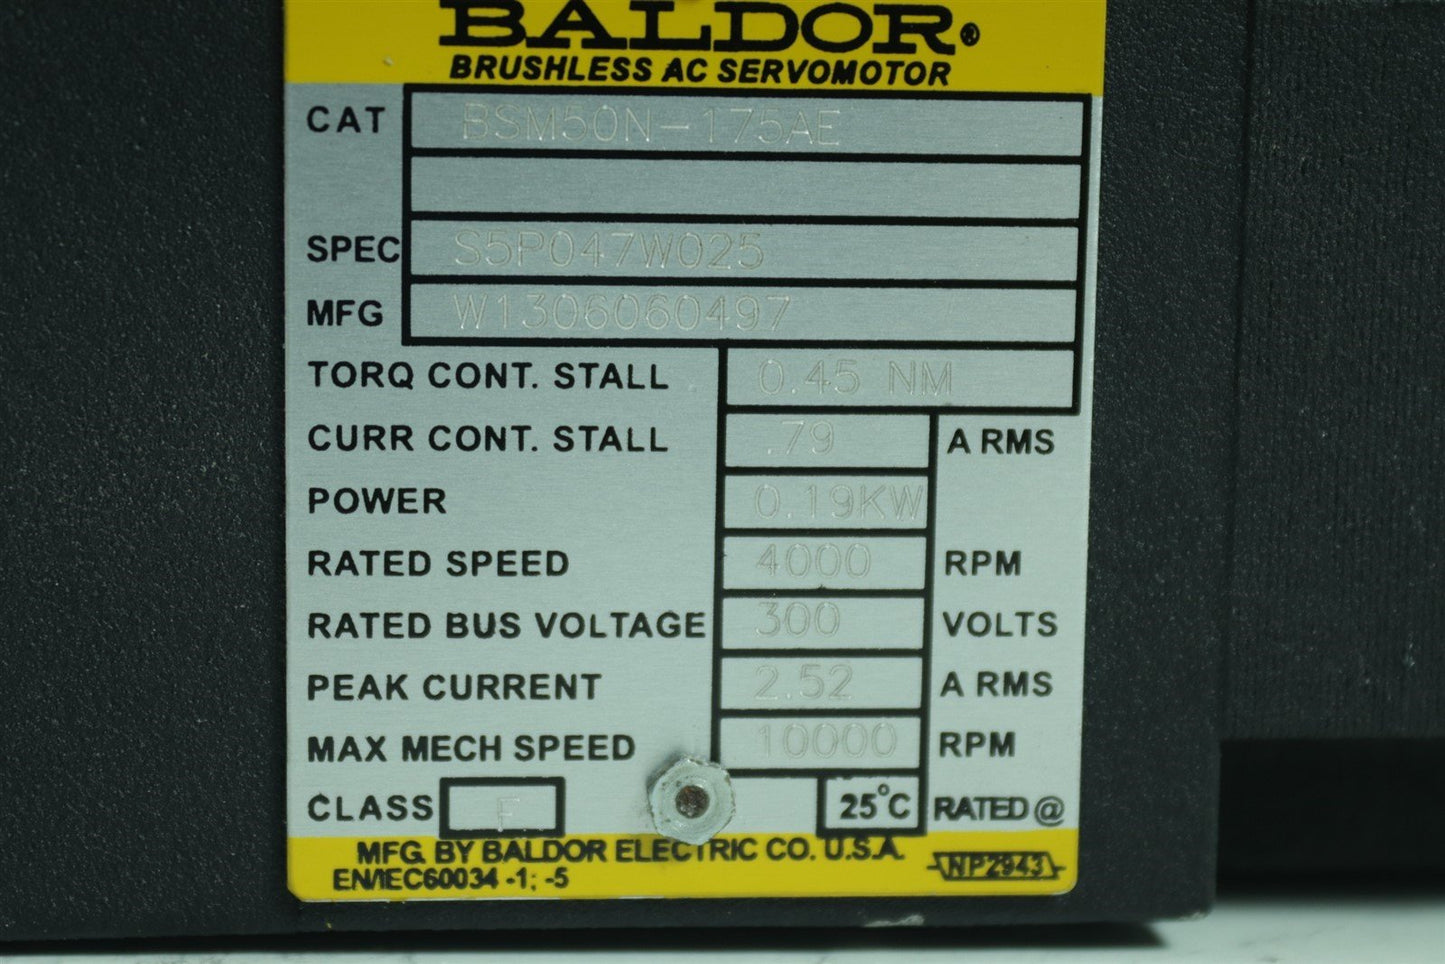 BALDOR®
BRUSHLESS AC SERVOMOTOR
CAT BSM50N-175AE
SPEC S5P047W025
MFG W1306060497
TORQ CONT. STALL 0.45 NM
CURR CONT. STALL .79 A RMS
POWER 0.19KW
RATED SPEED 4000 RPM
RATED BUS VOLTAGE 300 VOLTS
PEAK CURRENT 2.52 A RMS
MAX MECH SPEED 10000 RPM
CLASS F 25°C RATED @
MFG. BY BALDOR ELECTRIC CO. U.S.A.
EN/IEC60034 -1; -5
NP2943